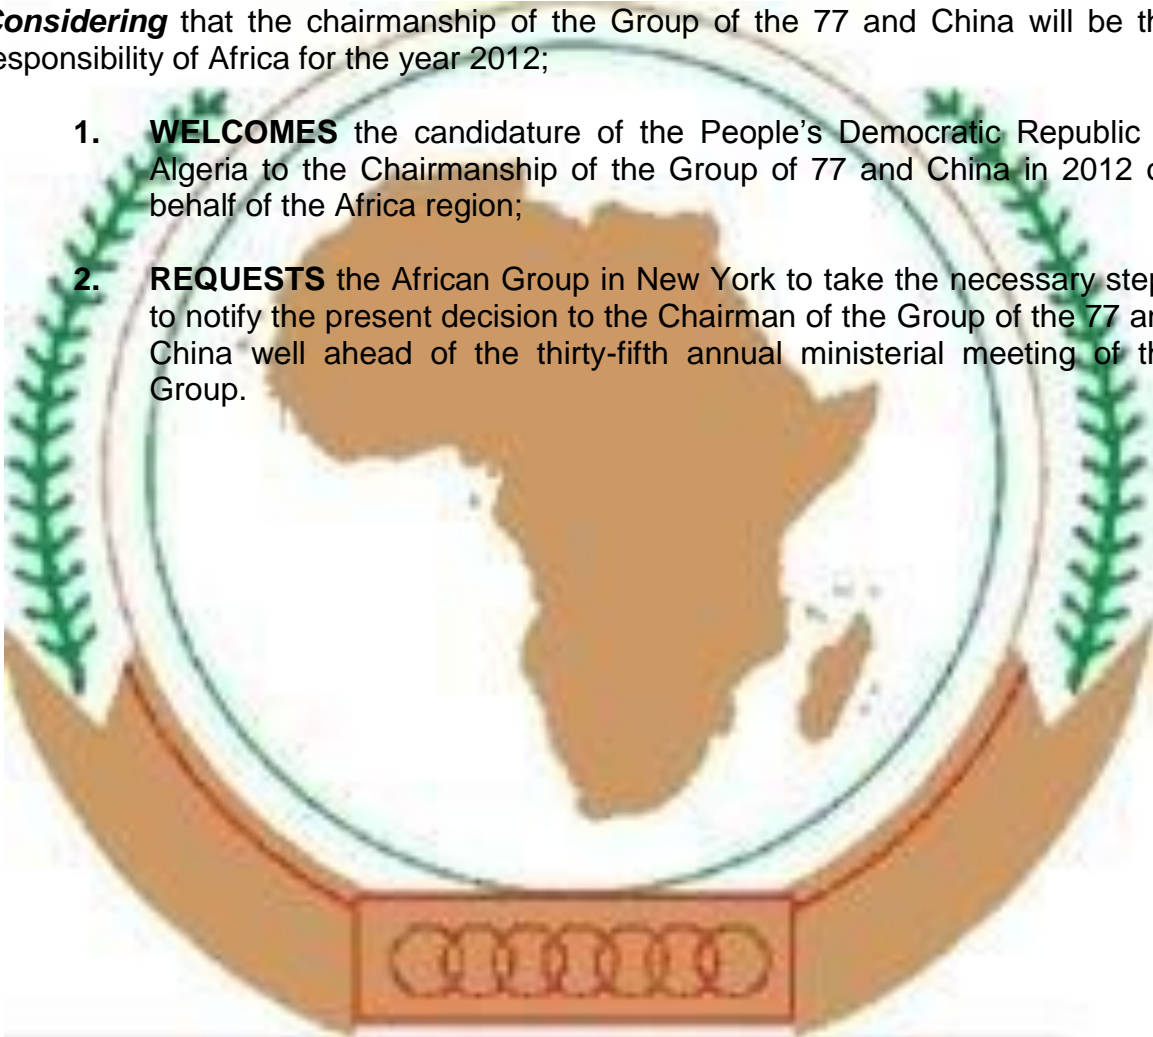 Considering that the chairmanship of the Group of the 77 and China will be th
esponsibility of Africa for the year 2012;
1. WELCOMES the candidature of the People's Democratic Republic
Algeria to the Chairmanship of the Group of 77 and China in 2012 o
behalf of the Africa region;
2. REQUESTS the African Group in New York to take the necessary step
to notify the present decision to the Chairman of the Group of the 77 an
China well ahead of the thirty-fifth annual ministerial meeting of th
Group.